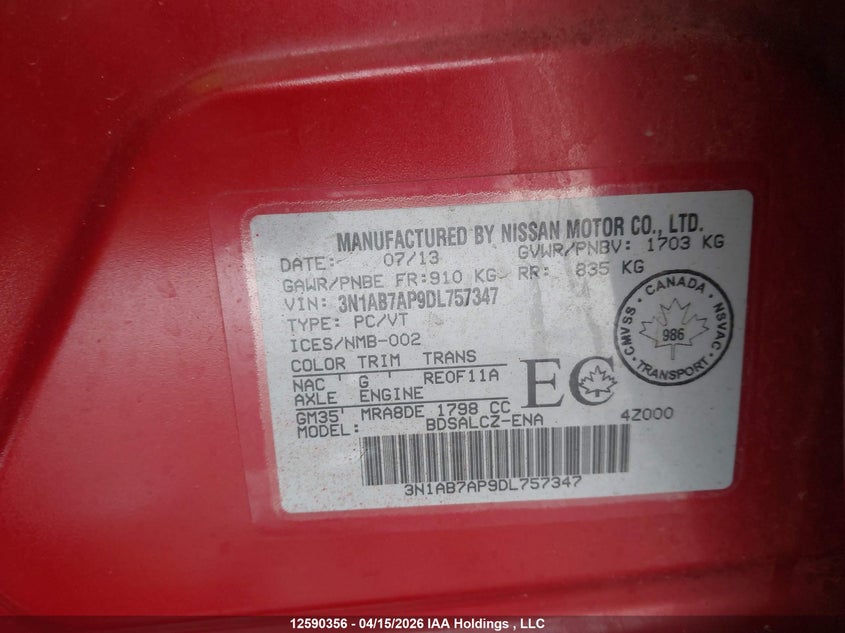 MANUFACTURED BY NISSAN MOTOR CO., LTD.
DATE: 07/13 GVWR/PNBV: 1703 KG
GAWR/PNBE FR: 910 KG RR: 835 KG
VIN: 3N1AB7AP9DL757347
TYPE: PC/VT
ICES/NMB-002
COLOR TRIM TRANS
NAC ' G ' RE0F11A
AXLE ENGINE
GM35' MRA8DE 1798 CC
MODEL: BDSALCZ-ENA 4Z000
EC
CANADA
CMVSS · NSVAC
986
TRANSPORT
3N1AB7AP9DL757347
12590356 - 04/15/2026 IAA Holdings , LLC